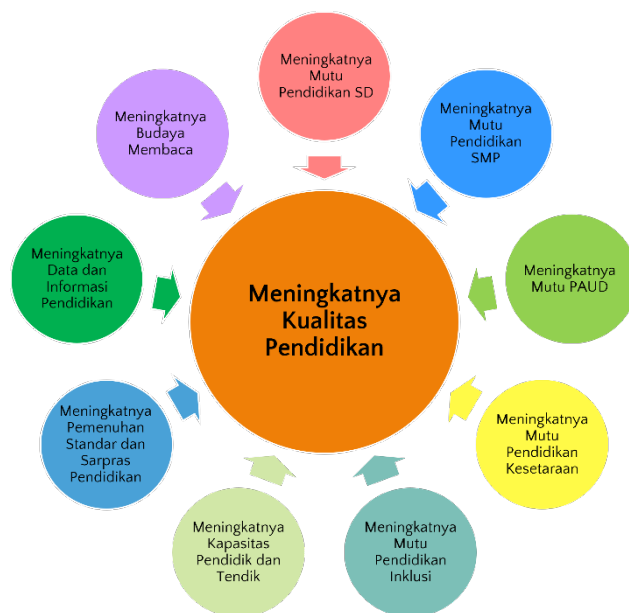 Meningkatnya
Mutu
Pendidikan SD
Meningkatnya
Mutu
Pendidikan
SMP
Meningkatnya
Mutu PAUD
Meningkatnya
Mutu
Pendidikan
Kesetaraan
Meningkatnya
Mutu
Pendidikan
Inklusi
Meningkatnya
Kapasitas
Pendidik dan
Tendik
Meningkatnya
Pemenuhan
Standar dan
Sarpras
Pendidikan
Meningkatnya
Data dan
Informasi
Pendidikan
Meningkatnya
Budaya
Membaca
Meningkatnya
Kualitas
Pendidikan